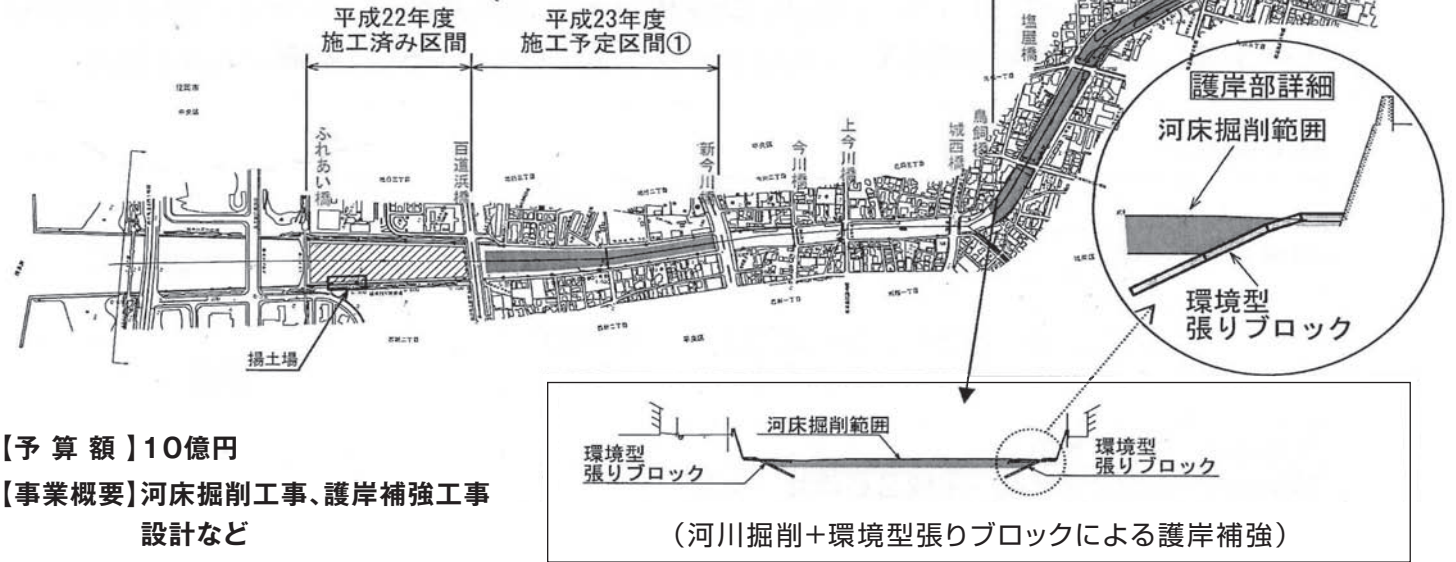 平成22年度
施工済み区間
平成23年度
施工予定区間①
塩屋橋
護岸部詳細
河床掘削範囲
ふれあい橋
百道浜橋
新今川橋
今川橋
上今川橋
城西橋
鳥飼橋
中央区
環境型
張りブロック
揚土場
【予算額】10億円
【事業概要】河床掘削工事、護岸補強工事
設計など
河床掘削範囲
環境型
張りブロック
環境型
張りブロック
(河川掘削+環境型張りブロックによる護岸補強)